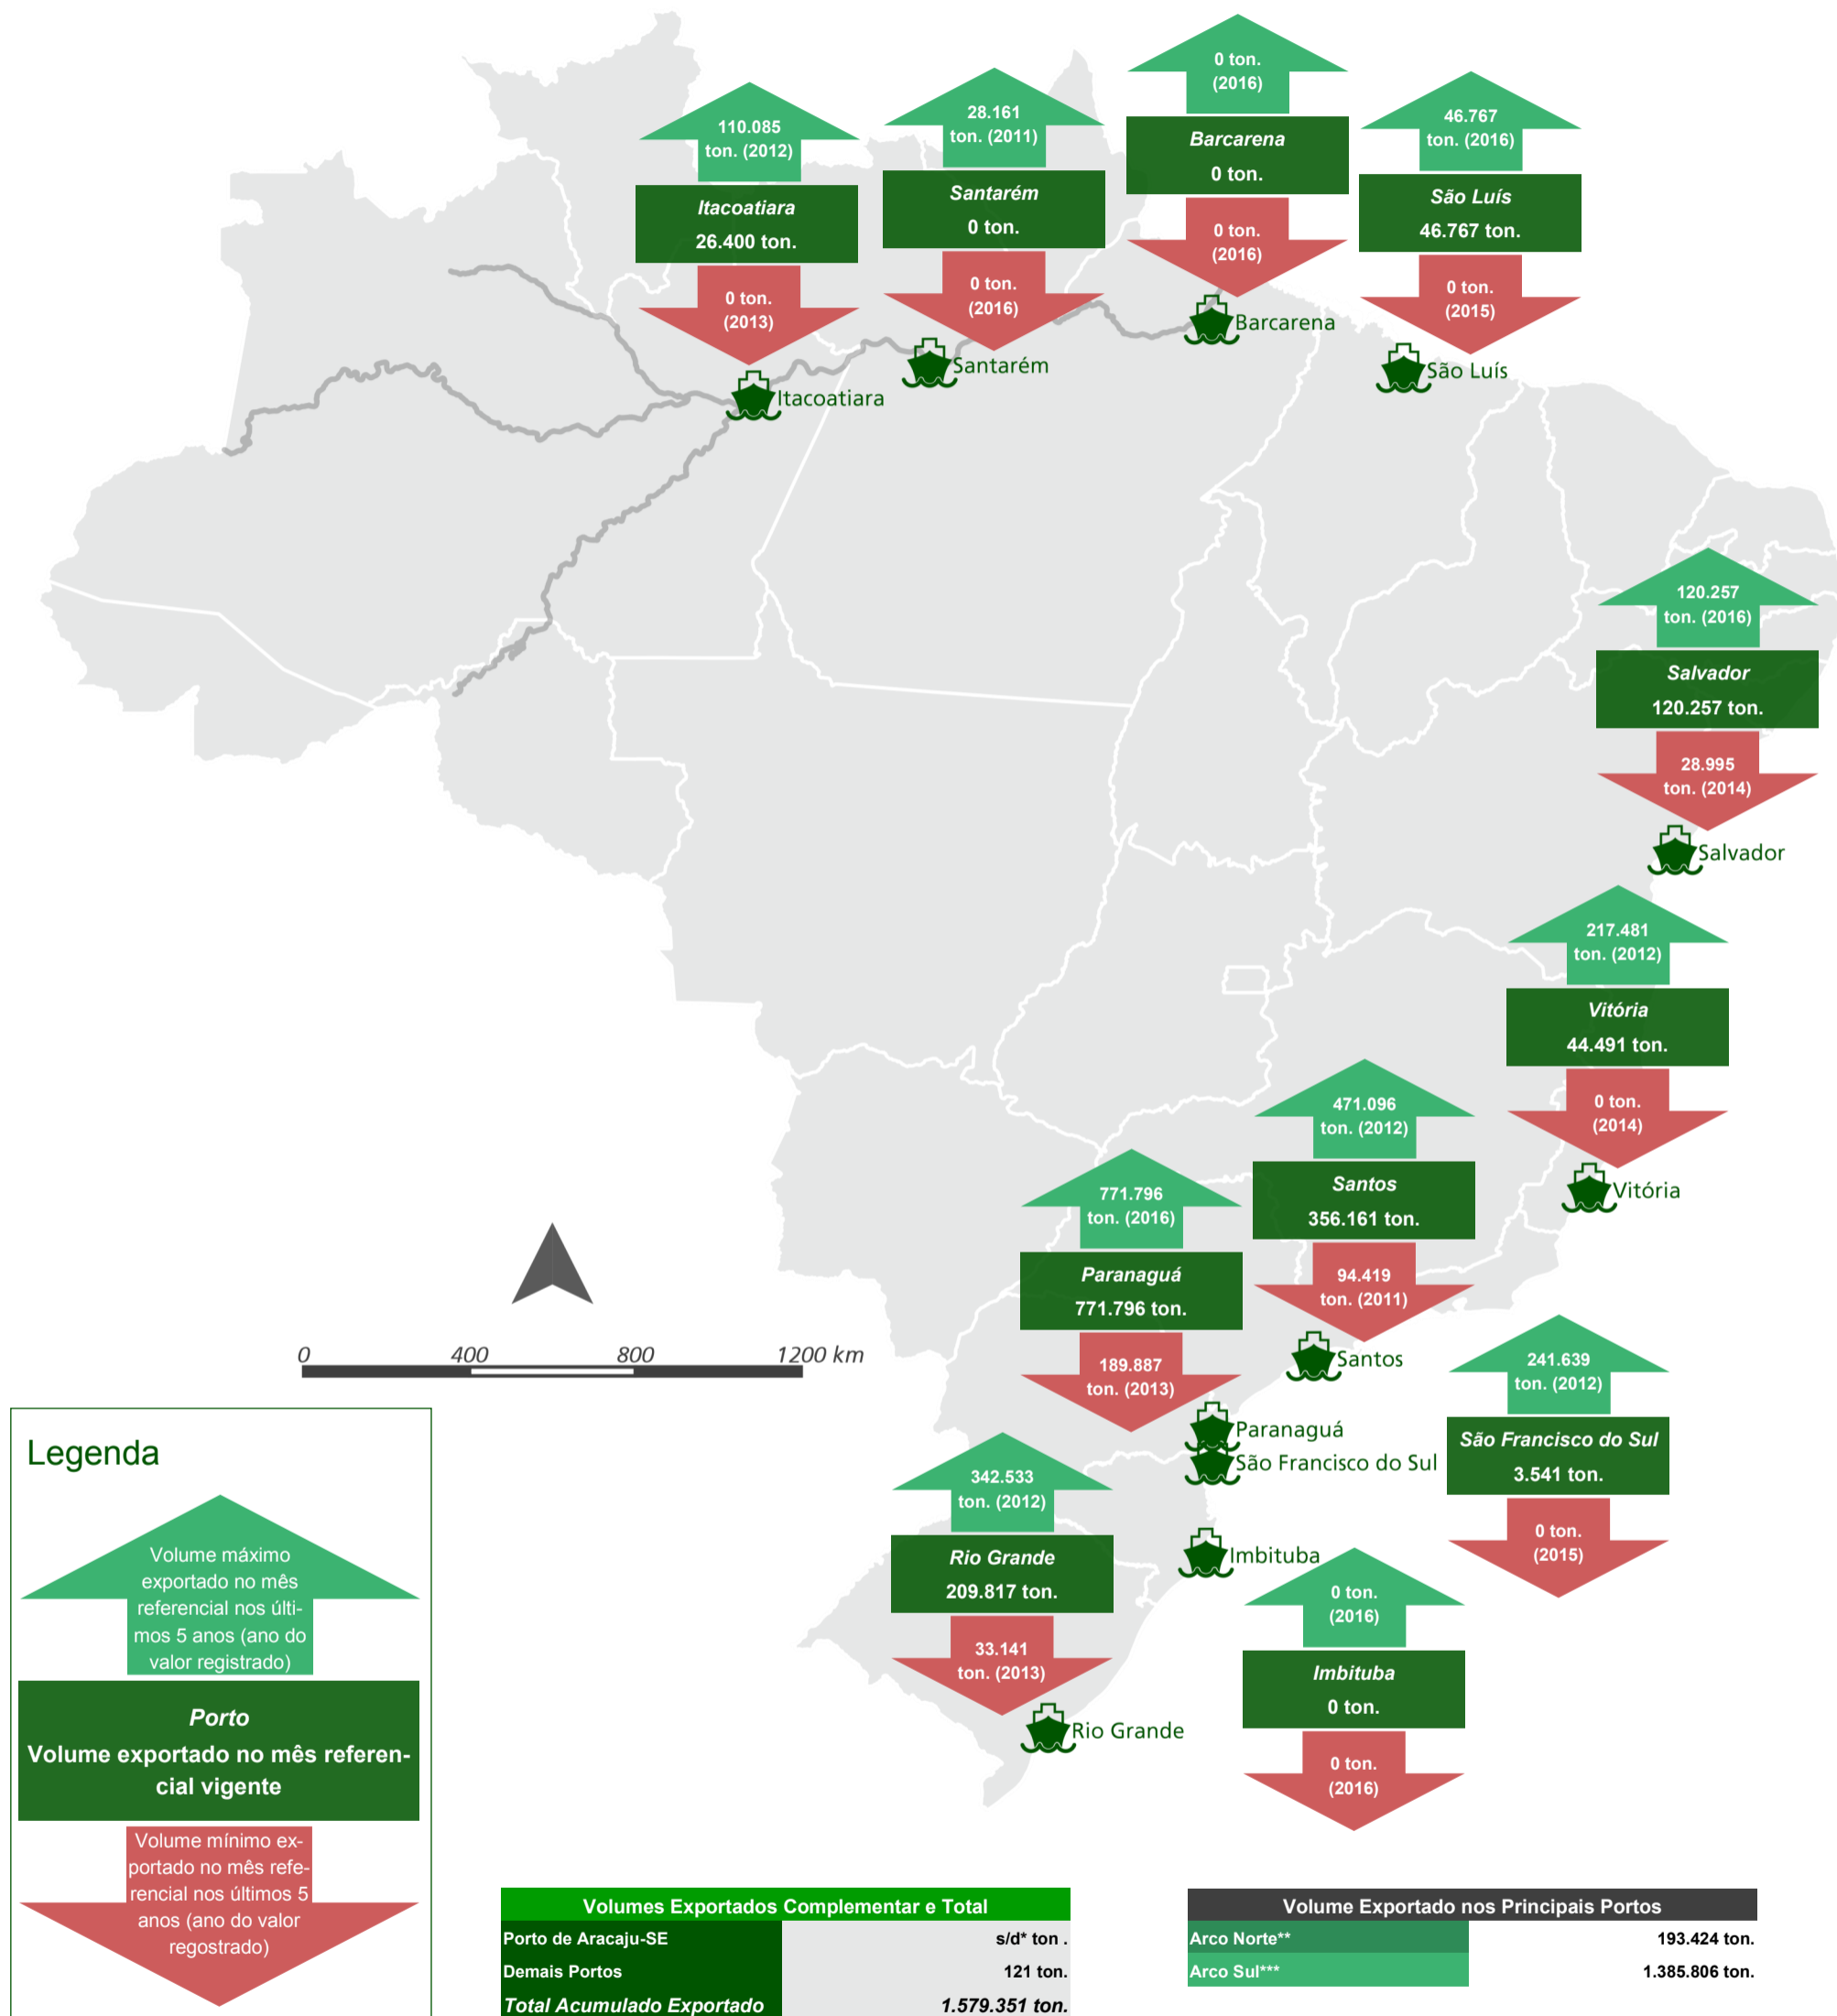 0 ton.
(2016)
Barcarena
0 ton.
0 ton.
(2016)
28.161
ton. (2011)
Santarém
0 ton.
0 ton.
(2016)
46.767
ton. (2016)
São Luís
46.767 ton.
0 ton.
(2015)
110.085
ton. (2012)
Itacoatiara
26.400 ton.
0 ton.
(2013)
Barcarena
Santarém
São Luís
Itacoatiara
120.257
ton. (2016)
Salvador
120.257 ton.
28.995
ton. (2014)
Salvador
217.481
ton. (2012)
Vitória
44.491 ton.
0 ton.
(2014)
Vitória
471.096
ton. (2012)
Santos
356.161 ton.
94.419
ton. (2011)
Santos
771.796
ton. (2016)
Paranaguá
771.796 ton.
189.887
ton. (2013)
Paranaguá
São Francisco do Sul
241.639
ton. (2012)
São Francisco do Sul
3.541 ton.
0 ton.
(2015)
342.533
ton. (2012)
Rio Grande
209.817 ton.
33.141
ton. (2013)
Rio Grande
Imbituba
0 ton.
(2016)
Imbituba
0 ton.
0 ton.
(2016)
0 400 800 1200 km
Legenda
Volume máximo
exportado no mês
referencial nos últi-
mos 5 anos (ano do
valor registrado)
Porto
Volume exportado no mês referen-
cial vigente
Volume mínimo ex-
portado no mês refe-
rencial nos últimos 5
anos (ano do valor
regostrado)
Volumes Exportados Complementar e Total
Porto de Aracaju-SE s/d* ton .
Demais Portos 121 ton.
Total Acumulado Exportado 1.579.351 ton.
Volume Exportado nos Principais Portos
Arco Norte** 193.424 ton.
Arco Sul*** 1.385.806 ton.